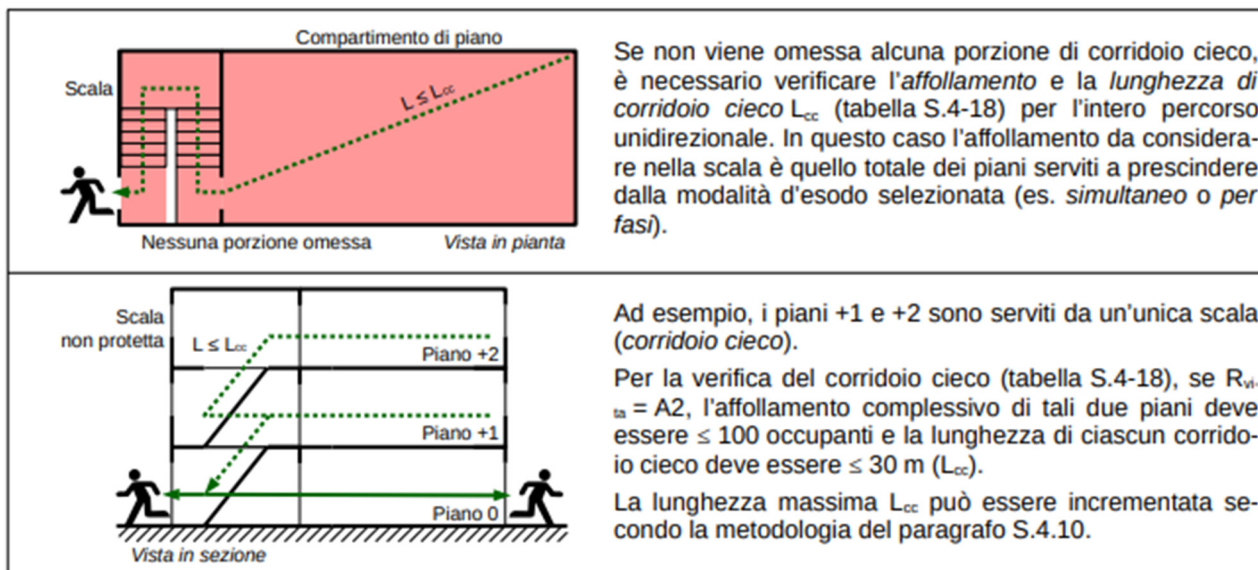 Compartimento di piano
Scala
L ≤ Lcc
Nessuna porzione omessa
Vista in pianta
Se non viene omessa alcuna porzione di corridoio cieco,
è necessario verificare l'affollamento e la lunghezza di
corridoio cieco Lcc (tabella S.4-18) per l'intero percorso
unidirezionale. In questo caso l'affollamento da considera-
re nella scala è quello totale dei piani serviti a prescindere
dalla modalità d'esodo selezionata (es. simultaneo o per
fasi).
Scala
non protetta
L ≤ Lcc
Piano +2
Piano +1
Piano 0
Vista in sezione
Ad esempio, i piani +1 e +2 sono serviti da un'unica scala
(corridoio cieco).
Per la verifica del corridoio cieco (tabella S.4-18), se Rvi-
ta = A2, l'affollamento complessivo di tali due piani deve
essere ≤ 100 occupanti e la lunghezza di ciascun corrido-
io cieco deve essere ≤ 30 m (Lcc).
La lunghezza massima Lcc può essere incrementata se-
condo la metodologia del paragrafo S.4.10.